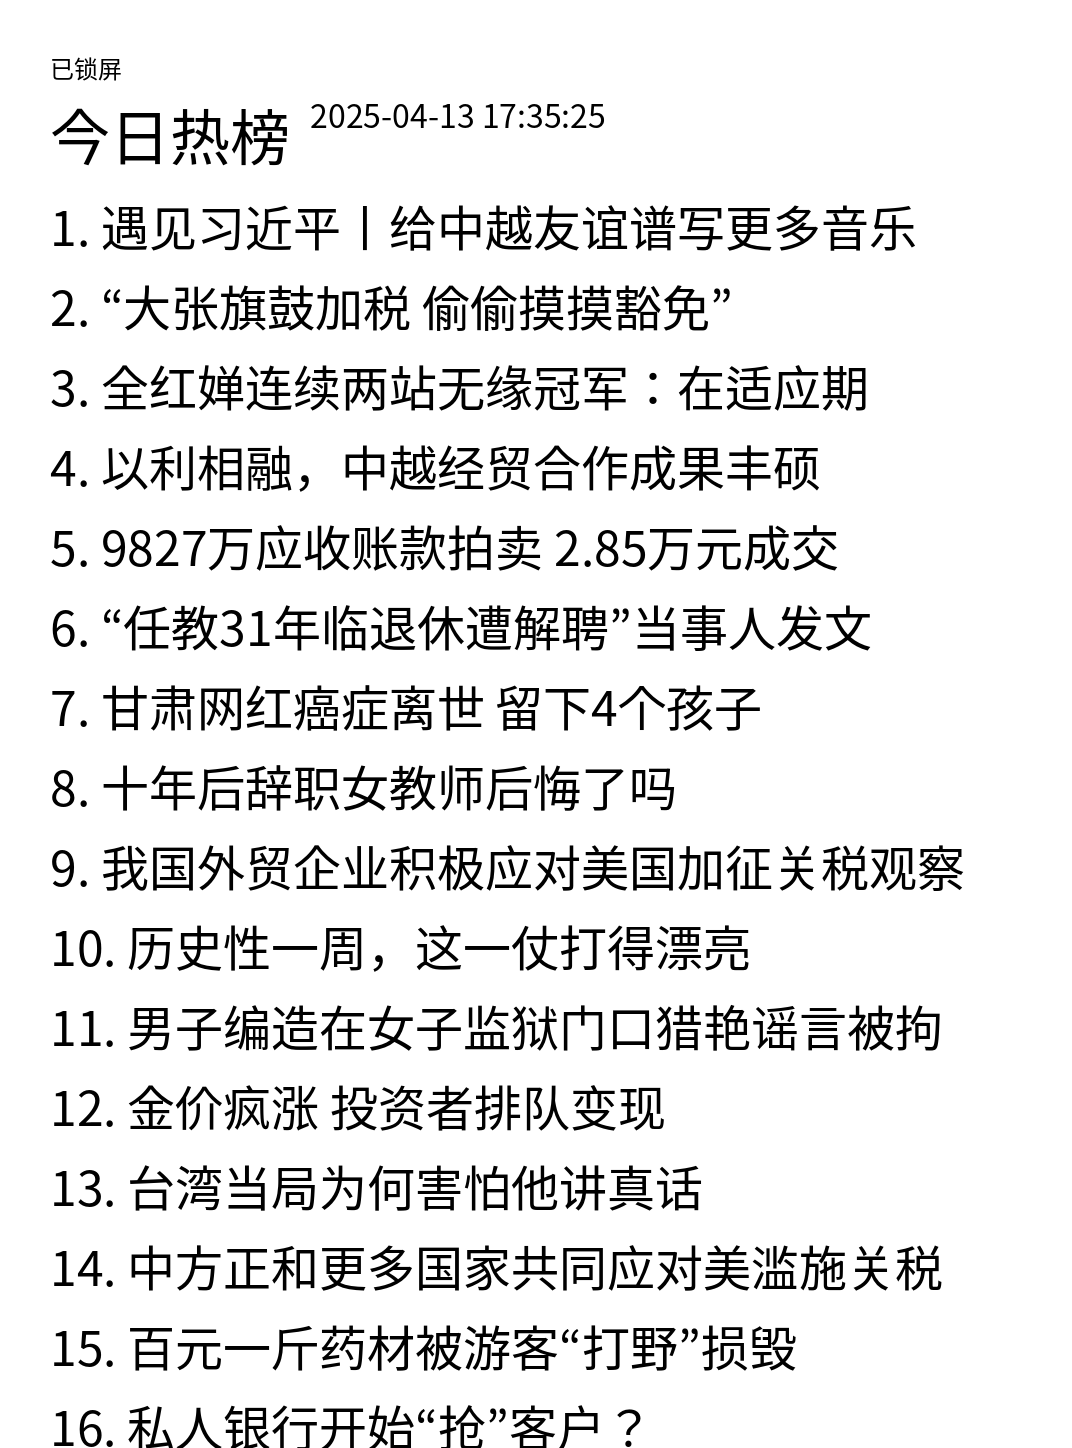 已锁屏
今日热榜 2025-04-13 17:35:25
1. 遇见习近平丨给中越友谊谱写更多音乐
2. “大张旗鼓加税 偷偷摸摸豁免”
3. 全红婵连续两站无缘冠军：在适应期
4. 以利相融，中越经贸合作成果丰硕
5. 9827万应收账款拍卖 2.85万元成交
6. “任教31年临退休遭解聘”当事人发文
7. 甘肃网红癌症离世 留下4个孩子
8. 十年后辞职女教师后悔了吗
9. 我国外贸企业积极应对美国加征关税观察
10. 历史性一周，这一仗打得漂亮
11. 男子编造在女子监狱门口猎艳谣言被拘
12. 金价疯涨 投资者排队变现
13. 台湾当局为何害怕他讲真话
14. 中方正和更多国家共同应对美滥施关税
15. 百元一斤药材被游客“打野”损毁
16. 私人银行开始“抢”客户？